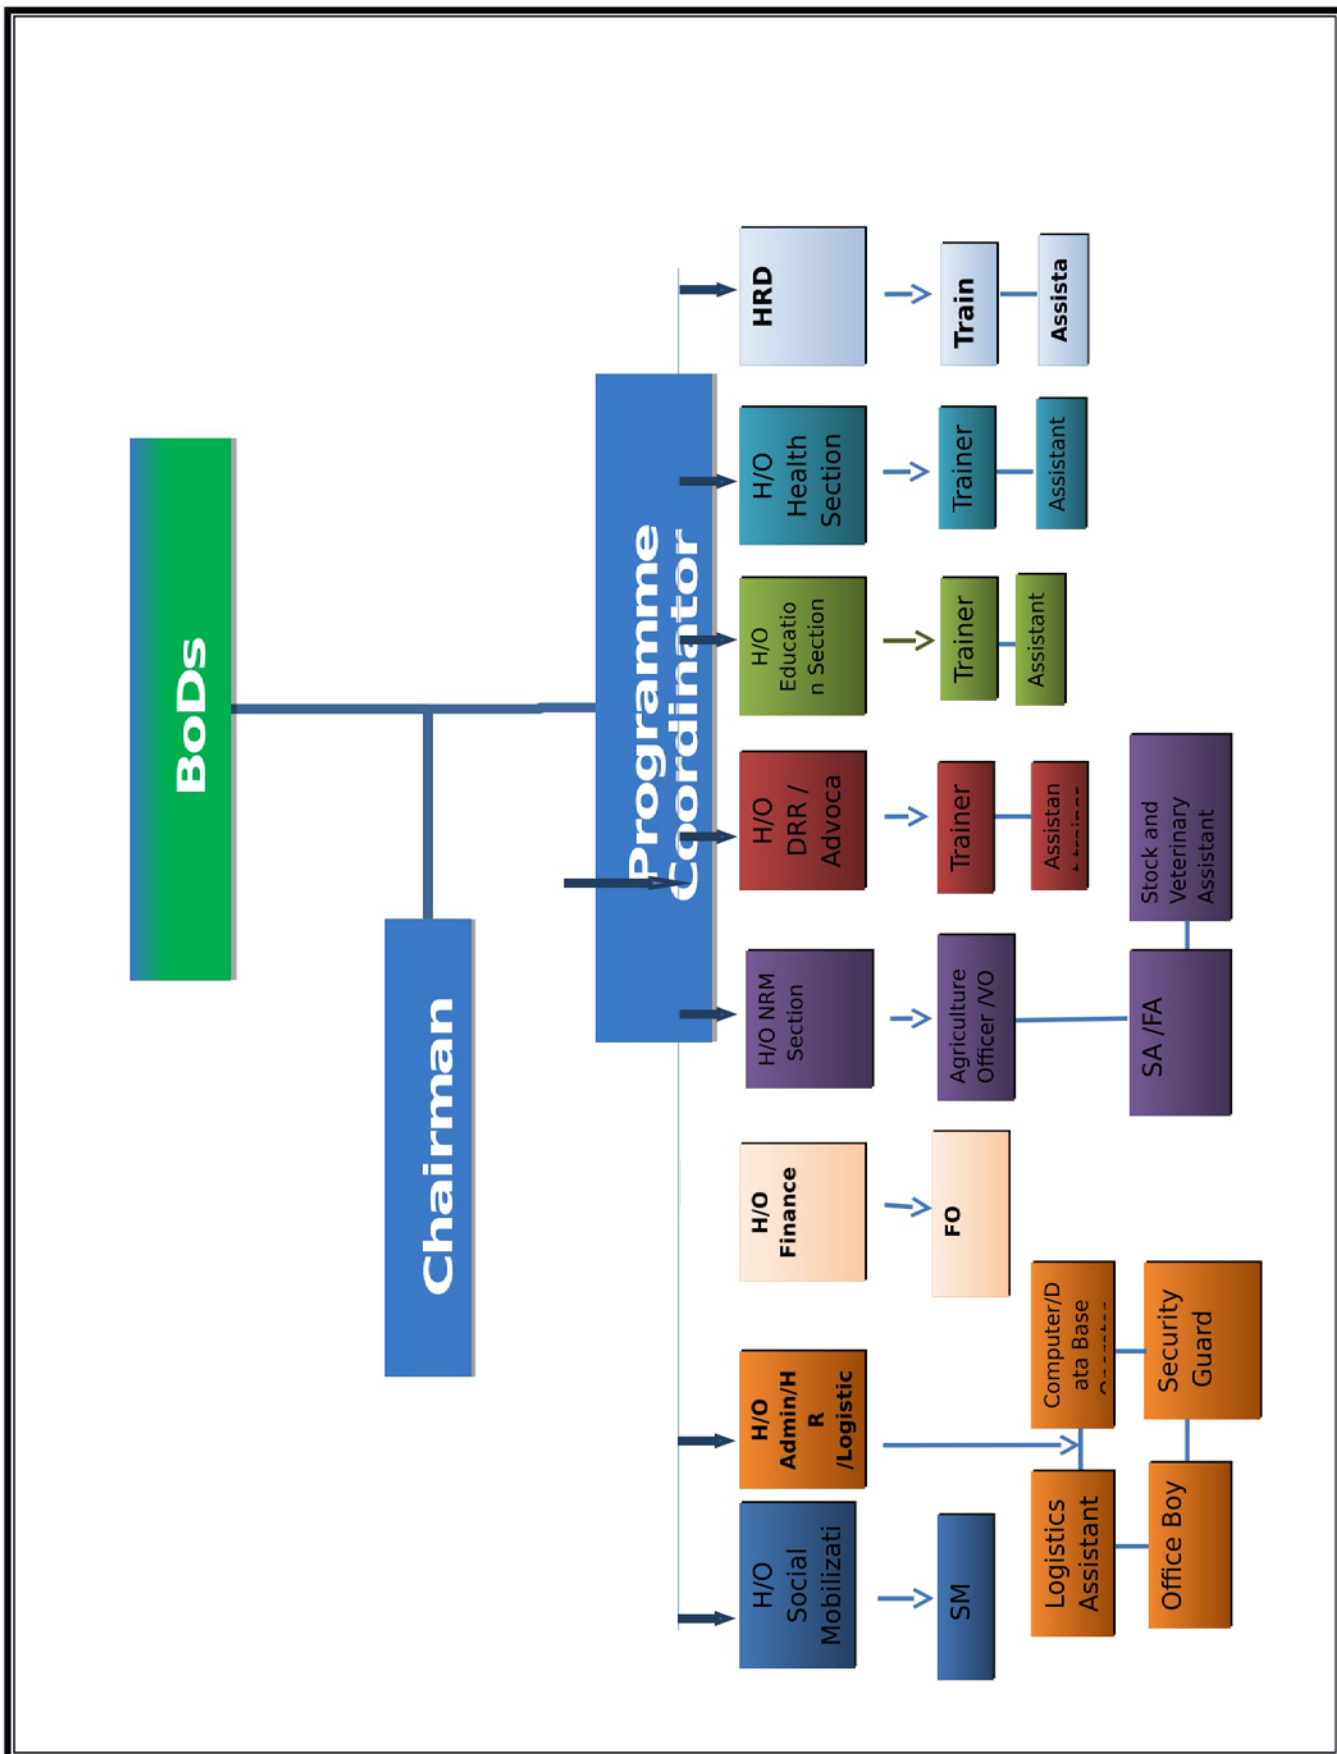 BoDs
Chairman
Programme
Coordinator
H/O
Social
Mobilizati
H/O
Admin/H
R
/Logistic
H/O
Finance
H/O NRM
Section
H/O
DRR /
Advoca
H/O
Educatio
n Section
H/O
Health
Section
HRD
SM
FO
Agriculture
Officer /VO
Trainer
Trainer
Trainer
Train
Logistics
Assistant
Computer/D
ata Base
Assistan
Assistant
Assistant
Assista
Office Boy
Security
Guard
SA /FA
Stock and
Veterinary
Assistant